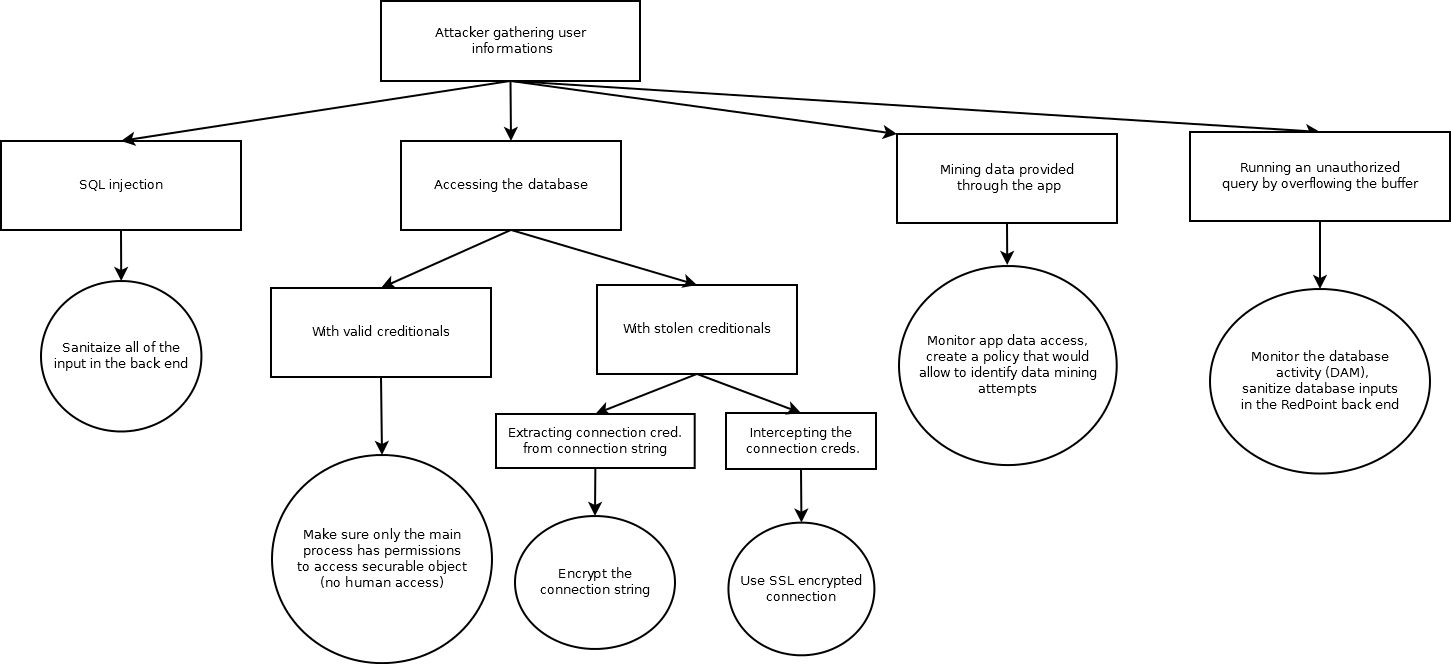 Attacker gathering user
informations
SQL injection
Accessing the database
Mining data provided
through the app
Running an unauthorized
query by overflowing the buffer
With valid creditionals
With stolen creditionals
Sanitaize all of the
input in the back end
Monitor app data access,
create a policy that would
allow to identify data mining
attempts
Monitor the database
activity (DAM),
sanitize database inputs
in the RedPoint back end
Extracting connection cred.
from connection string
Intercepting the
connection creds.
Make sure only the main
process has permissions
to access securable object
(no human access)
Encrypt the
connection string
Use SSL encrypted
connection